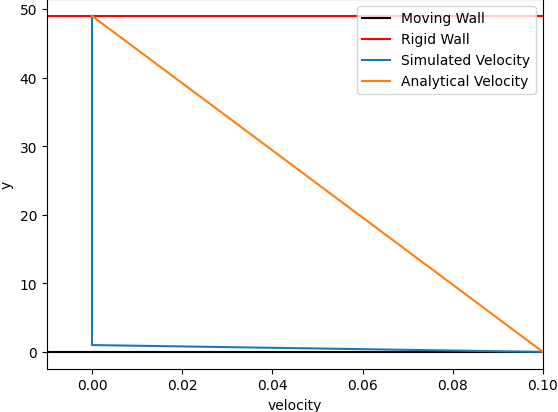 50
Moving Wall
Rigid Wall
Simulated Velocity
Analytical Velocity
40
30
y
20
10
0
0.00 0.02 0.04 0.06 0.08 0.10
velocity